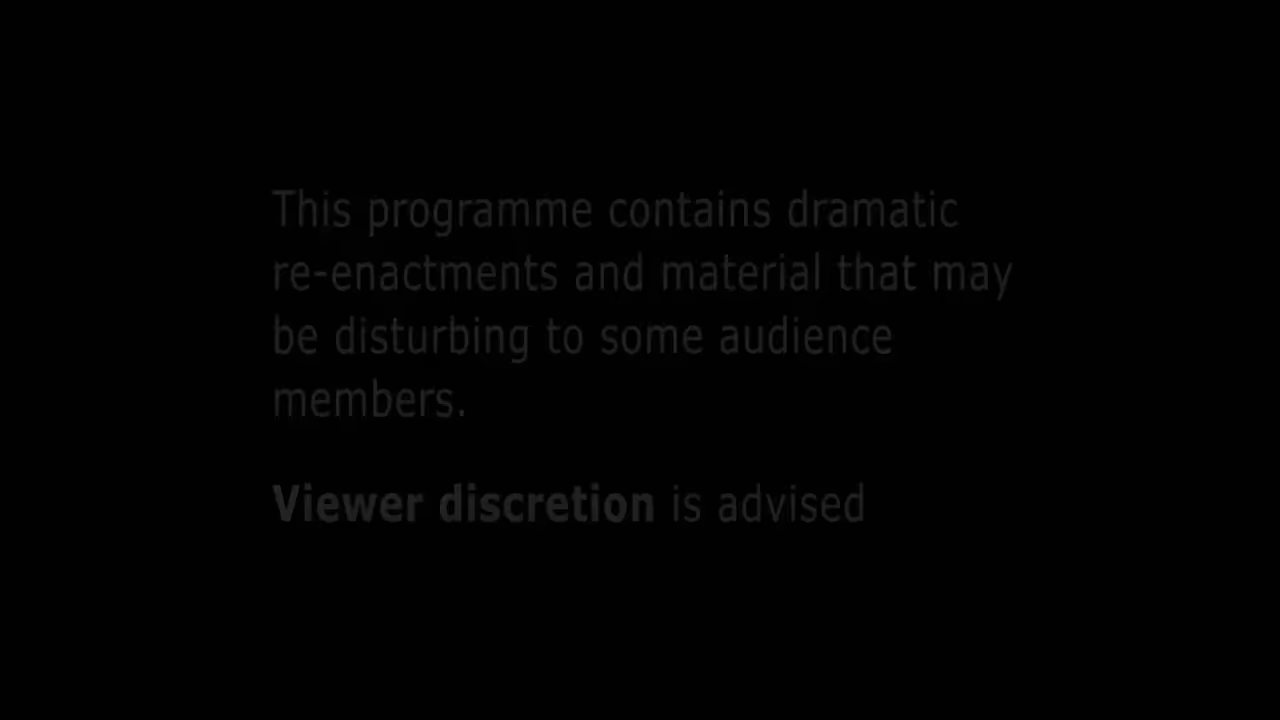 This programme contains dramatic
re-enactments and material that may
be disturbing to some audience
members.
Viewer discretion is advised